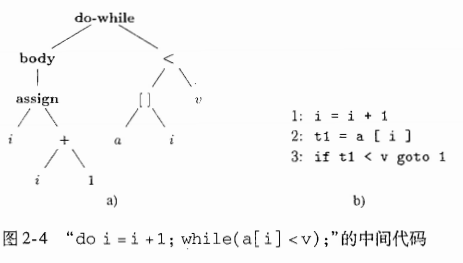 do-while
body <
assign [ ] v
i + a i
i 1
a)
1: i = i + 1
2: t1 = a [ i ]
3: if t1 < v goto 1
b)
图2-4 “do i = i +1; while(a[i] <v);”的中间代码